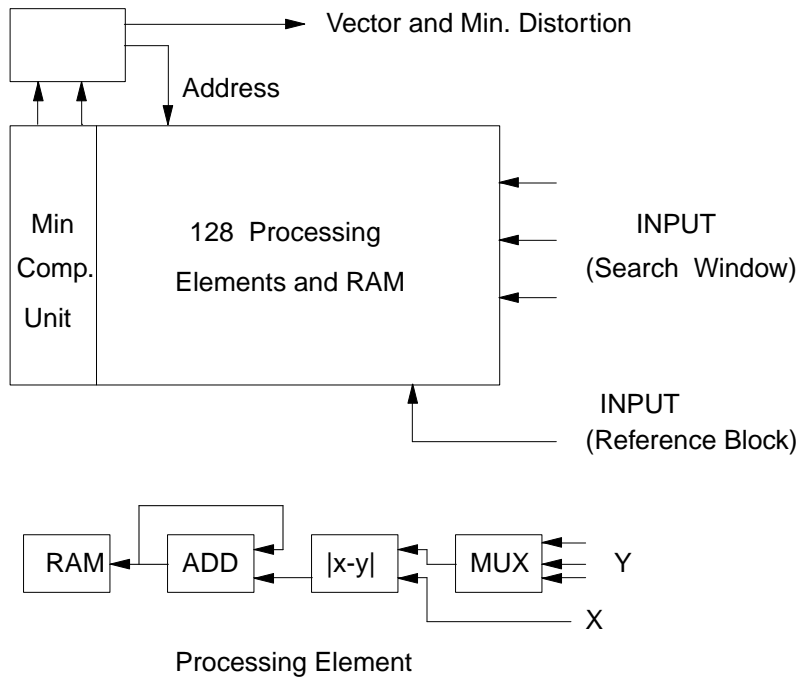 Vector and Min. Distortion
Address
Min
Comp.
Unit
128 Processing
Elements and RAM
INPUT
(Search Window)
INPUT
(Reference Block)
RAM
ADD
|x-y|
MUX
Y
X
Processing Element